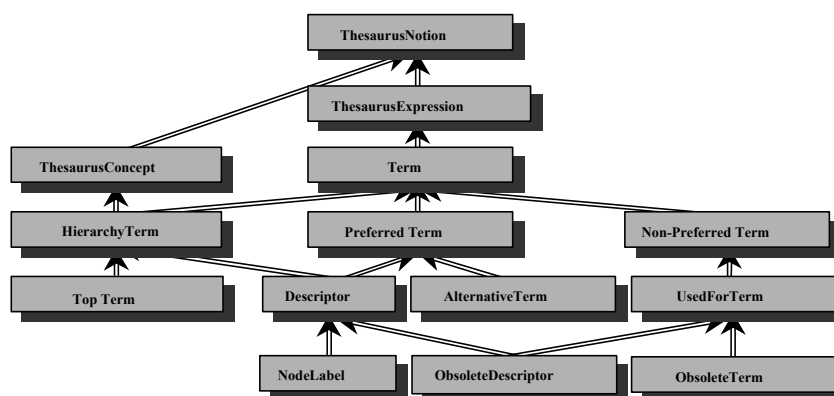 ThesaurusNotion
ThesaurusExpression
ThesaurusConcept
Term
HierarchyTerm
Preferred Term
Non-Preferred Term
Top Term
Descriptor
AlternativeTerm
UsedForTerm
NodeLabel
ObsoleteDescriptor
ObsoleteTerm